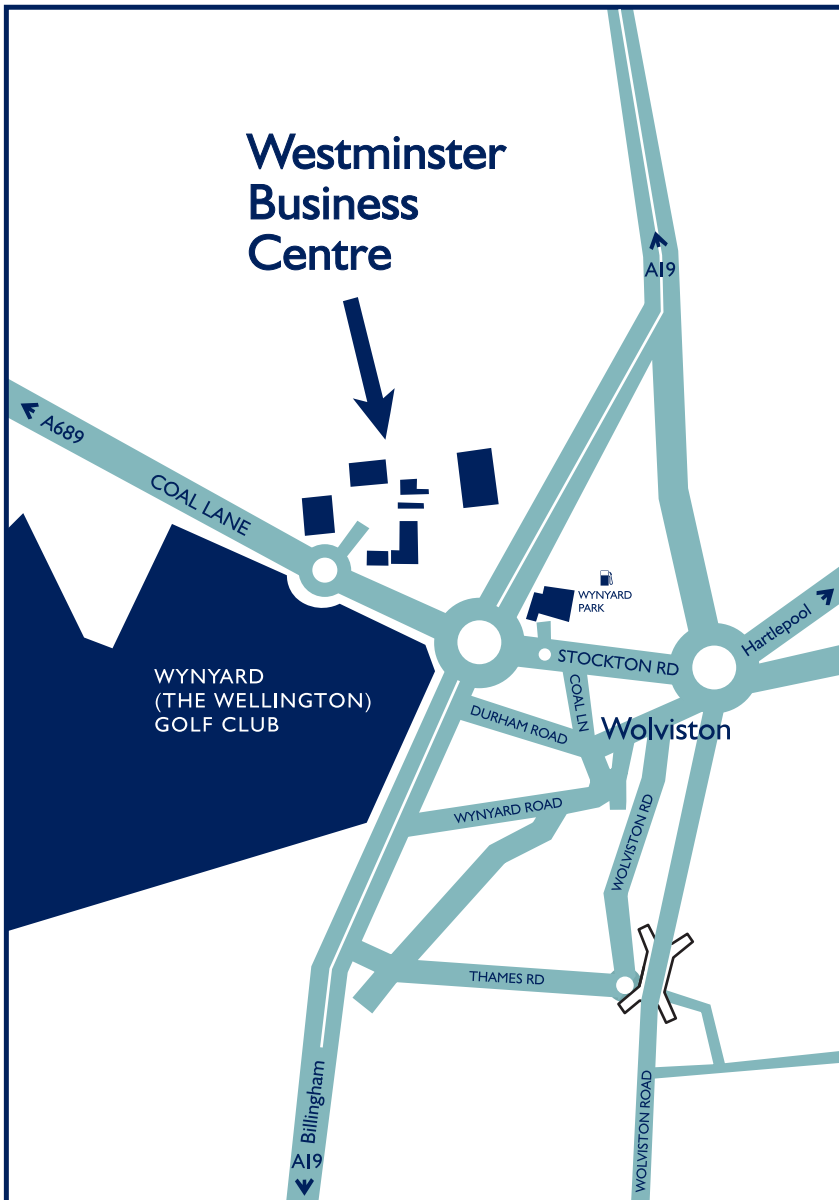 Westminster
Business
Centre
A19
A689
COAL LANE
WYNYARD
PARK
Hartlepool
STOCKTON RD
COAL LN
WYNYARD
(THE WELLINGTON)
GOLF CLUB
DURHAM ROAD
Wolviston
WYNYARD ROAD
WOLVISTON RD
THAMES RD
Billingham
WOLVISTON ROAD
A19